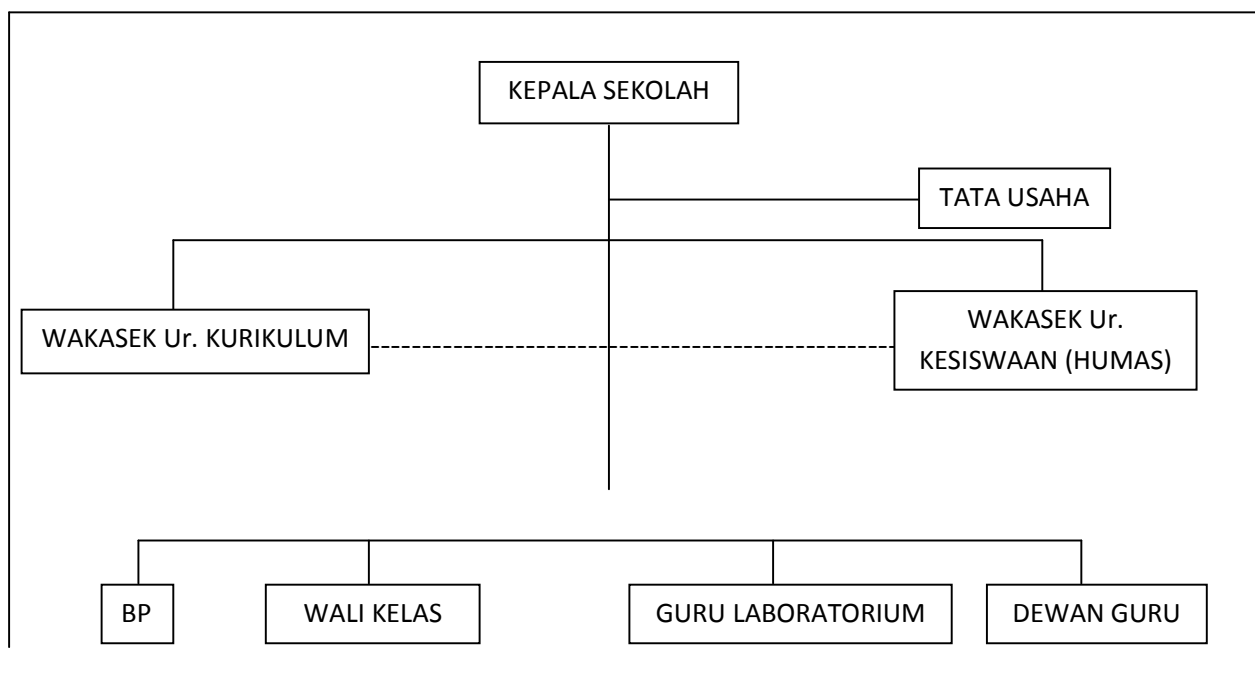 KEPALA SEKOLAH
TATA USAHA
WAKASEK Ur. KURIKULUM
WAKASEK Ur.
KESISWAAN (HUMAS)
BP
WALI KELAS
GURU LABORATORIUM
DEWAN GURU